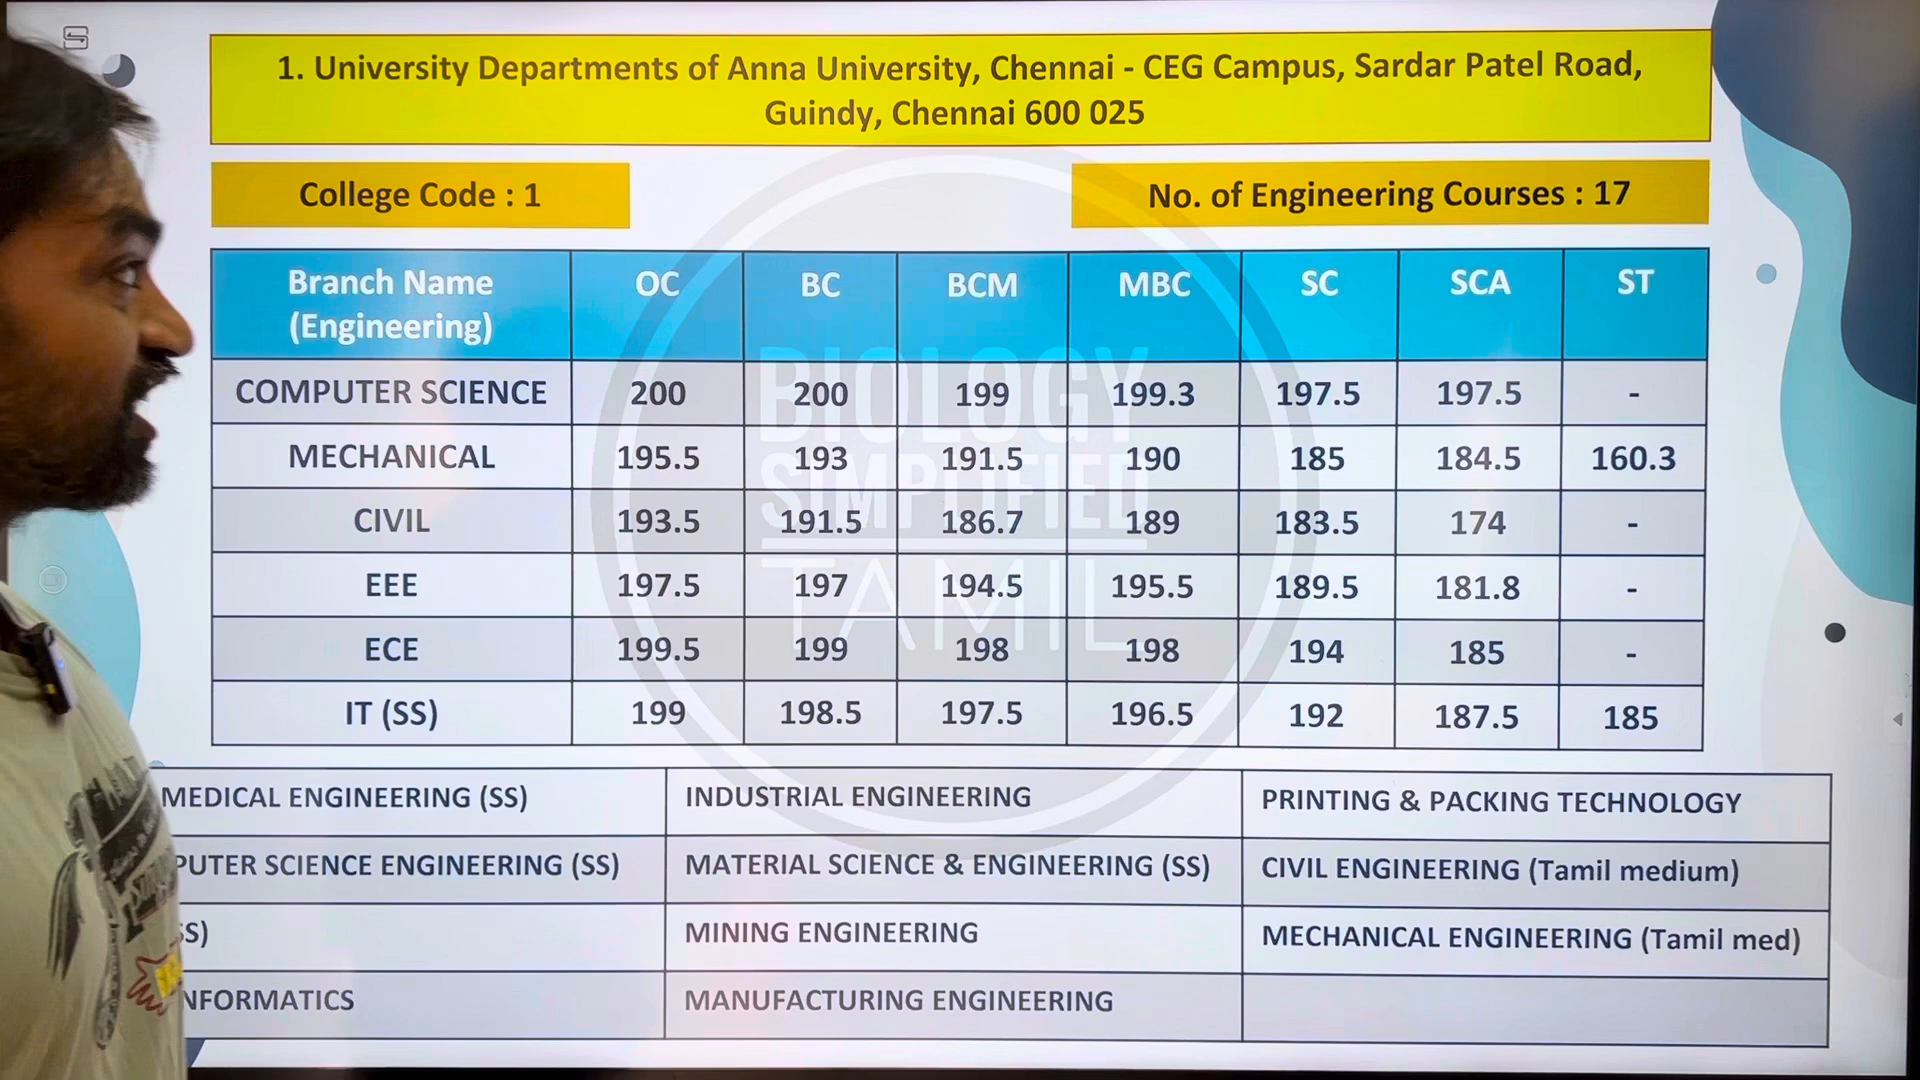 1. University Departments of Anna University, Chennai - CEG Campus, Sardar Patel Road,
Guindy, Chennai 600 025
College Code : 1
No. of Engineering Courses : 17
Branch Name (Engineering) OC BC BCM MBC SC SCA ST
COMPUTER SCIENCE 200 200 199 199.3 197.5 197.5 -
MECHANICAL 195.5 193 191.5 190 185 184.5 160.3
CIVIL 193.5 191.5 186.7 189 183.5 174 -
EEE 197.5 197 194.5 195.5 189.5 181.8 -
ECE 199.5 199 198 198 194 185 -
IT (SS) 199 198.5 197.5 196.5 192 187.5 185
BIOLOGY
SIMPLIFIED
TAMIL
MEDICAL ENGINEERING (SS) INDUSTRIAL ENGINEERING PRINTING & PACKING TECHNOLOGY
PUTER SCIENCE ENGINEERING (SS) MATERIAL SCIENCE & ENGINEERING (SS) CIVIL ENGINEERING (Tamil medium)
SS) MINING ENGINEERING MECHANICAL ENGINEERING (Tamil med)
NFORMATICS MANUFACTURING ENGINEERING